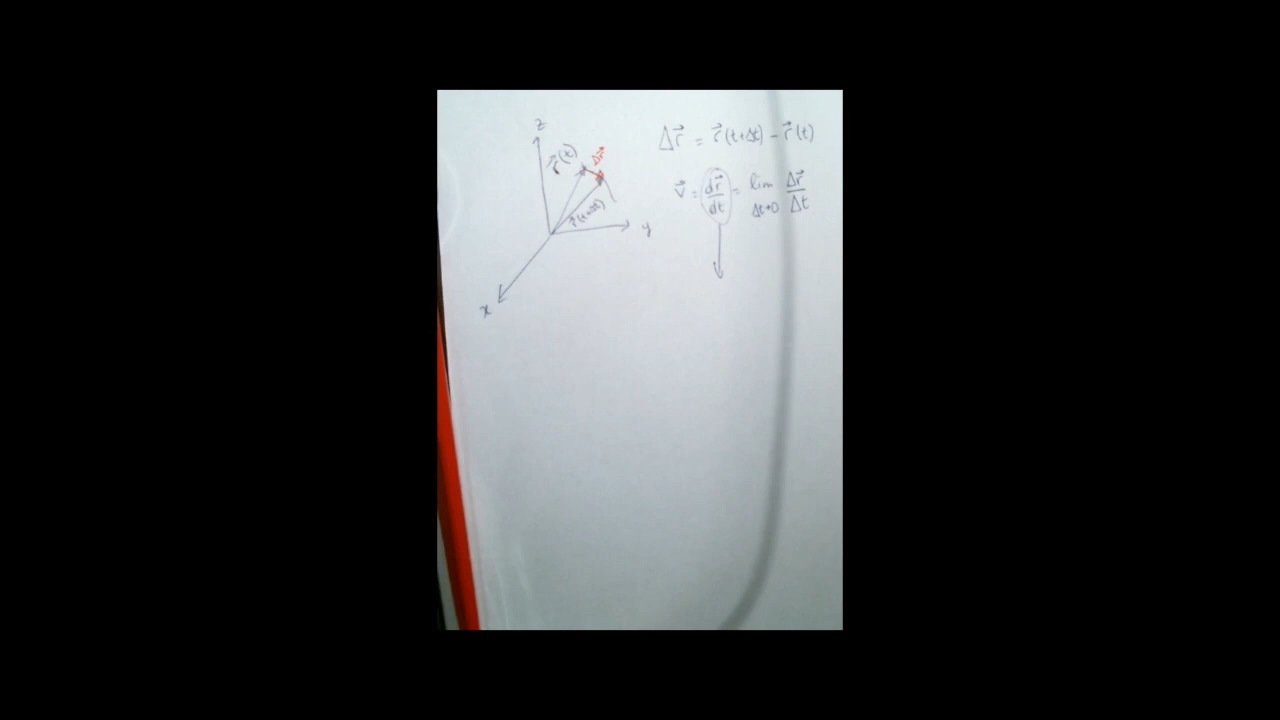 z
r⃗(t)
Δr⃗
r⃗(t+Δt)
y
x
Δr⃗ = r⃗(t+Δt) - r⃗(t)
v⃗ = dr⃗/dt = lim Δt→0 Δr⃗/Δt